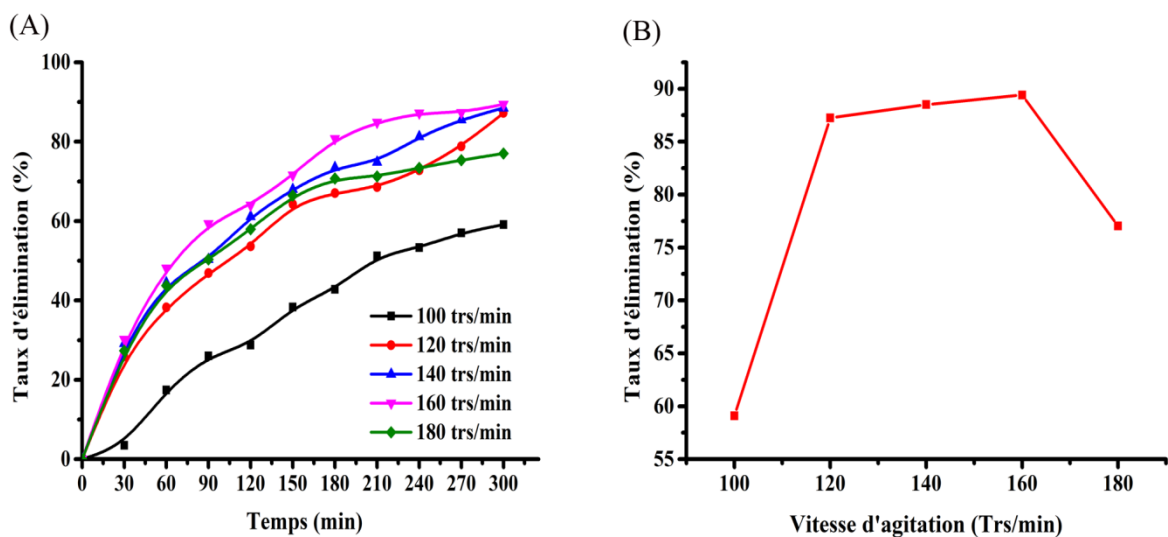 (A)
Taux d'élimination (%)
100
80
60
40
20
0
0 30 60 90 120 150 180 210 240 270 300
Temps (min)
100 trs/min
120 trs/min
140 trs/min
160 trs/min
180 trs/min
(B)
Taux d'élimination (%)
90
85
80
75
70
65
60
55
100 120 140 160 180
Vitesse d'agitation (Trs/min)